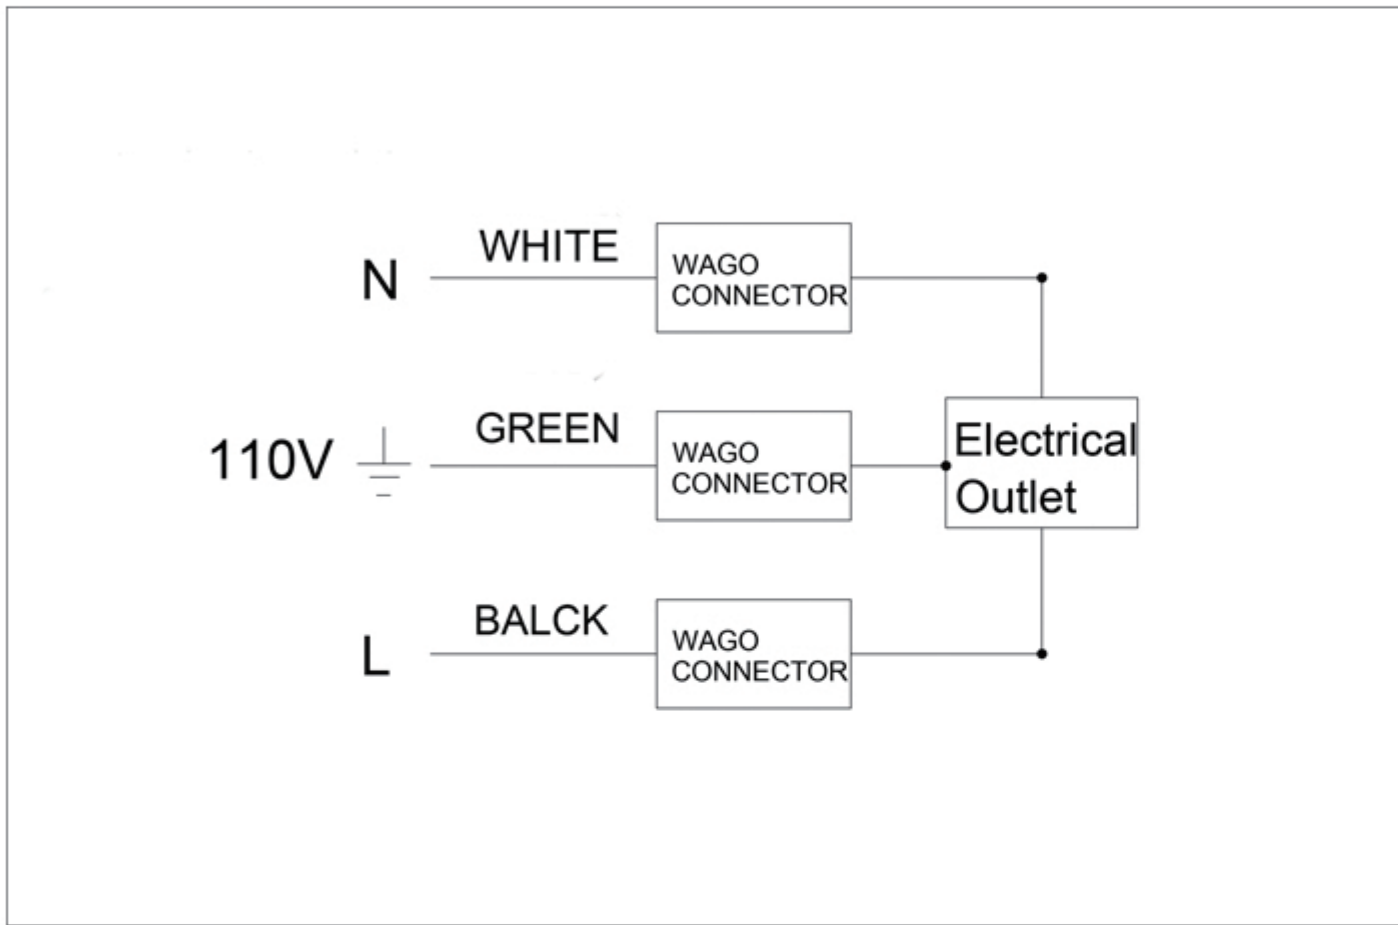 N
WHITE
WAGO
CONNECTOR
110V
GREEN
WAGO
CONNECTOR
Electrical
Outlet
L
BALCK
WAGO
CONNECTOR